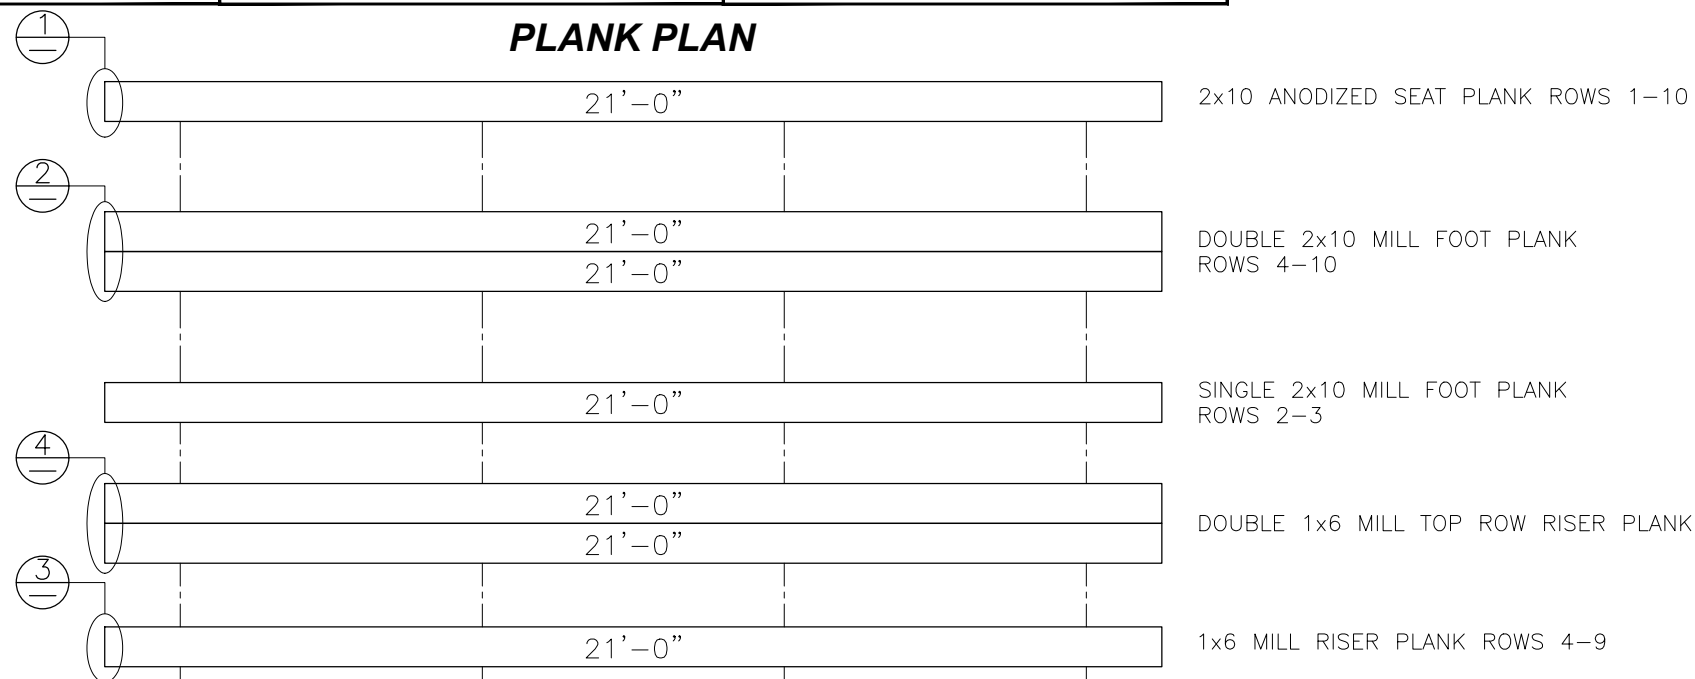 PLANK PLAN
1
21'-0"
2x10 ANODIZED SEAT PLANK ROWS 1-10
2
21'-0"
21'-0"
DOUBLE 2x10 MILL FOOT PLANK
ROWS 4-10
21'-0"
SINGLE 2x10 MILL FOOT PLANK
ROWS 2-3
4
21'-0"
21'-0"
DOUBLE 1x6 MILL TOP ROW RISER PLANK
3
21'-0"
1x6 MILL RISER PLANK ROWS 4-9